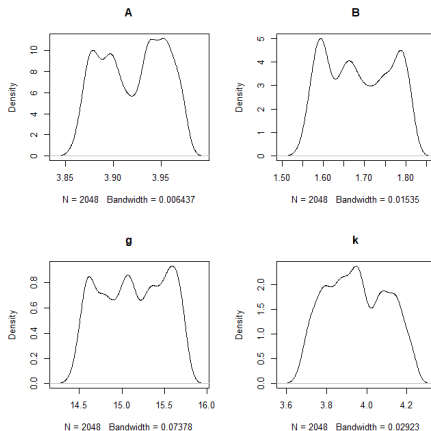 A
Density
0 2 4 6 8 10
3.85 3.90 3.95
N = 2048 Bandwidth = 0.006437
B
Density
0 1 2 3 4 5
1.50 1.60 1.70 1.80
N = 2048 Bandwidth = 0.01535
g
Density
0.0 0.2 0.4 0.6 0.8
14.5 15.0 15.5 16.0
N = 2048 Bandwidth = 0.07378
k
Density
0.0 0.5 1.0 1.5 2.0
3.6 3.8 4.0 4.2
N = 2048 Bandwidth = 0.02923